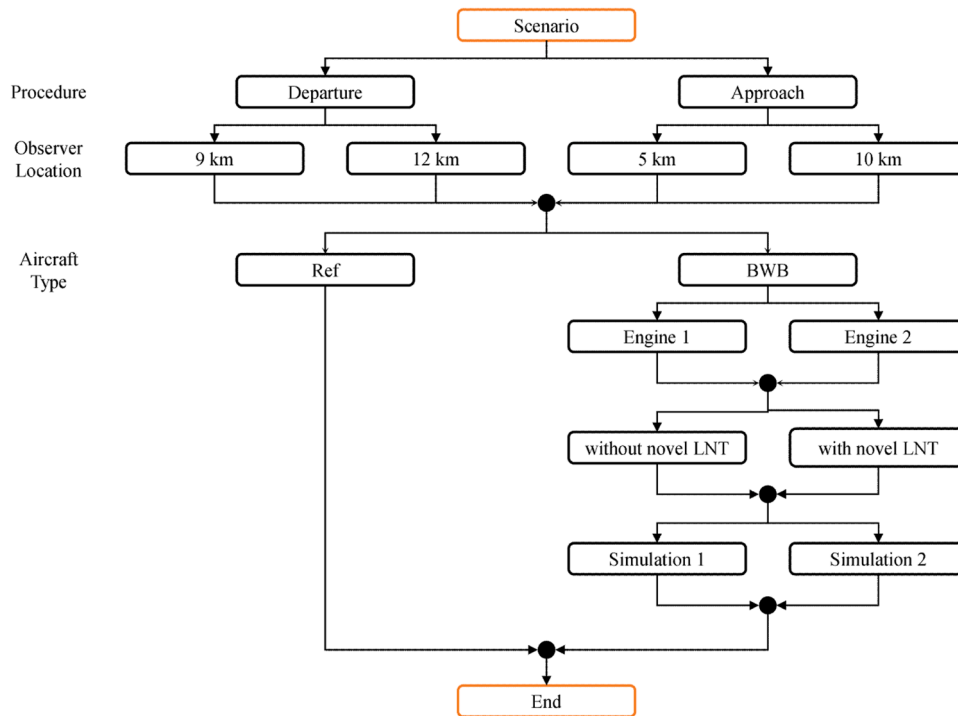 Scenario
Procedure
Departure
Approach
Observer
Location
9 km
12 km
5 km
10 km
Aircraft
Type
Ref
BWB
Engine 1
Engine 2
without novel LNT
with novel LNT
Simulation 1
Simulation 2
End